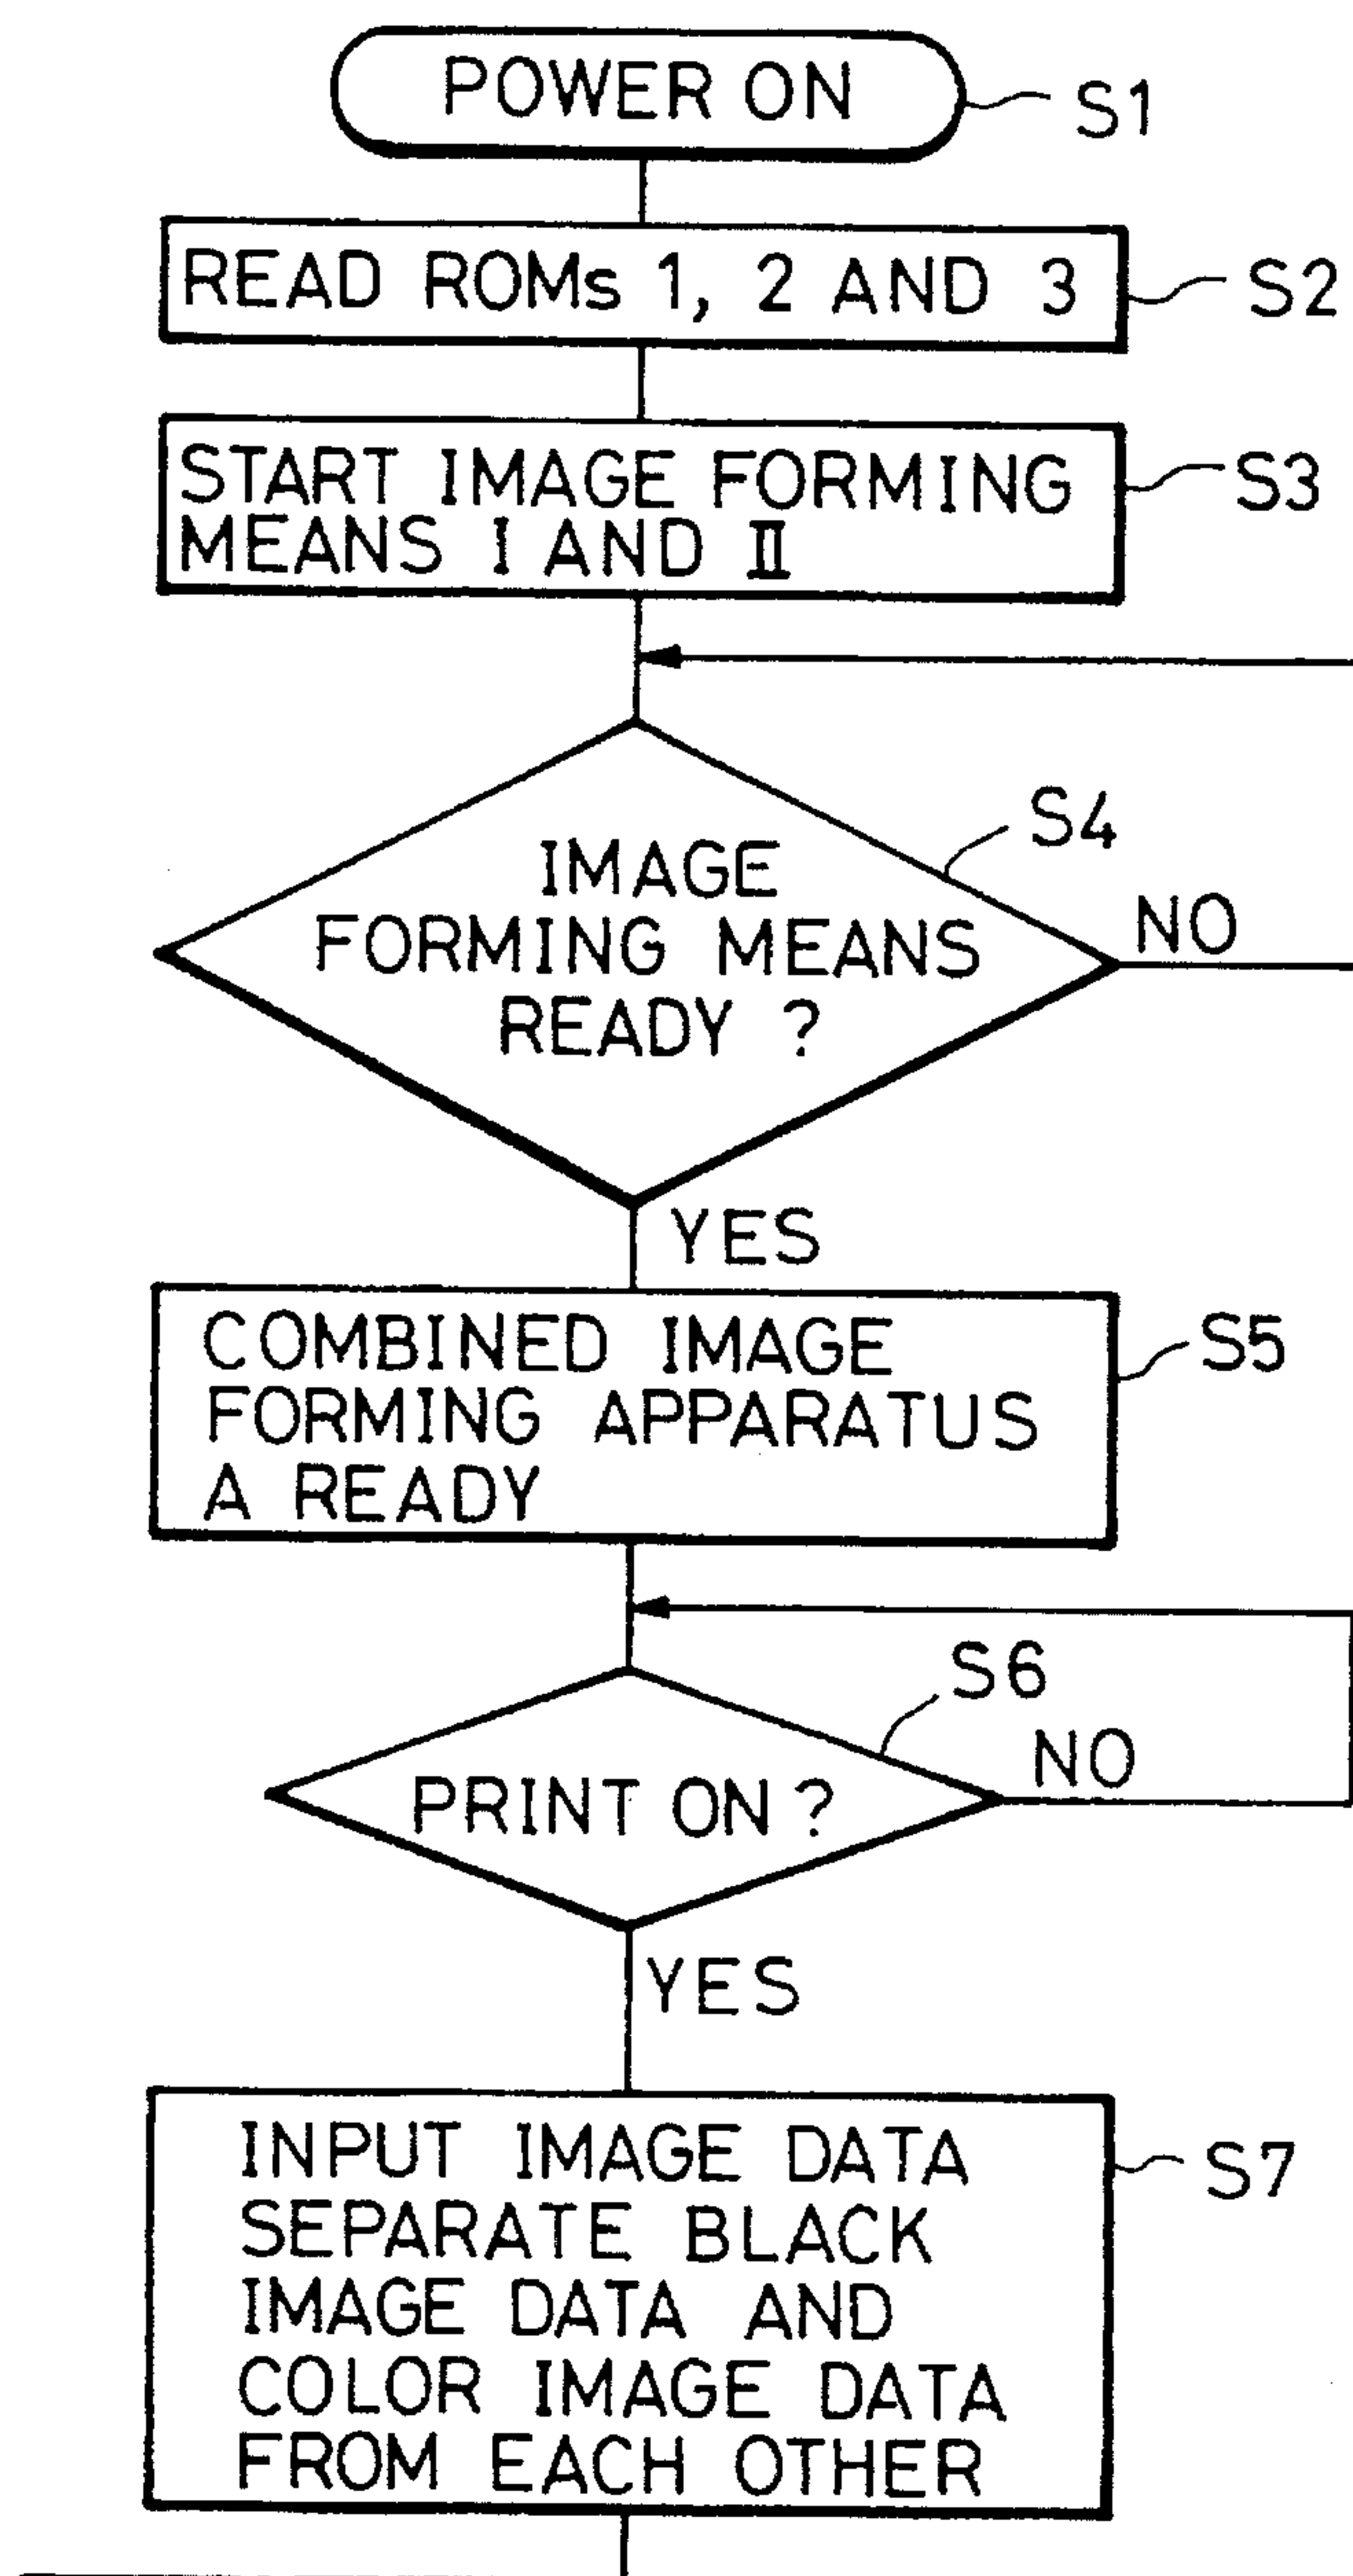 POWER ON
S1
READ ROMs 1, 2 AND 3
S2
START IMAGE FORMING
MEANS I AND II
S3
S4
IMAGE
FORMING MEANS
READY ?
NO
YES
COMBINED IMAGE
FORMING APPARATUS
A READY
S5
S6
PRINT ON ?
NO
YES
INPUT IMAGE DATA
SEPARATE BLACK
IMAGE DATA AND
COLOR IMAGE DATA
FROM EACH OTHER
S7